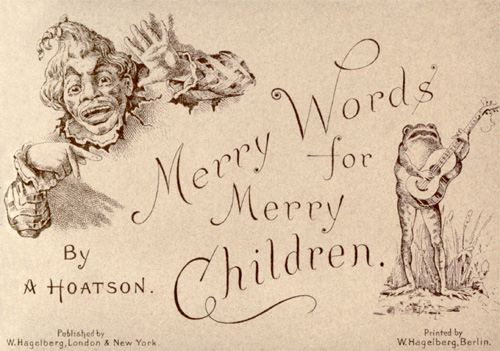 Merry Words
for
Merry
Children.
By
A HOATSON.
Published by
W. Hagelberg, London & New York.
Printed by
W. Hagelberg, Berlin.